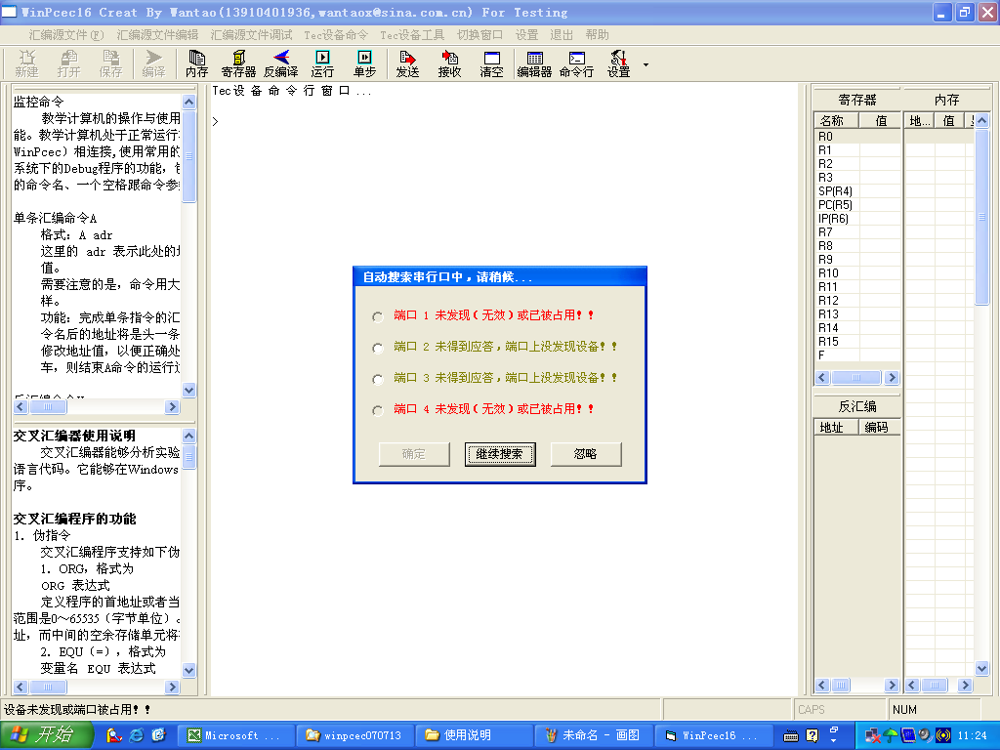 WinPcec16 Creat By Wantao(13910401936,wantaox@sina.com.cn) For Testing
汇编源文件(F) 汇编源文件编辑 汇编源文件调试 Tec设备命令 Tec设备工具 切换窗口 设置 退出 帮助
新建 打开 保存 编译 内存 寄存器 反编译 运行 单步 发送 接收 清空 编辑器 命令行 设置
监控命令
教学计算机的操作与使用
能。教学计算机处于正常运行
WinPcec）相连接,使用常用的
系统下的Debug程序的功能，
的命令名、一个空格跟命令参
单条汇编命令A
格式：A adr
这里的 adr 表示此处的
值。
需要注意的是，命令用大
样。
功能：完成单条指令的汇
令名后的地址将是头一条
修改地址值，以便正确处
车，则结束A命令的运行
交叉汇编器使用说明
交叉汇编器能够分析实验
语言代码。它能够在Windows
序。
交叉汇编程序的功能
1. 伪指令
交叉汇编程序支持如下伪
1. ORG，格式为
ORG 表达式
定义程序的首地址或者当
范围是0～65535（字节单位）。
址，而中间的空余存储单元将
2. EQU（=），格式为
变量名 EQU 表达式
Tec设备命令行窗口...
>
自动搜索串行口中，请稍候...
端口 1 未发现（无效）或已被占用！！
端口 2 未得到应答，端口上没发现设备！！
端口 3 未得到应答，端口上没发现设备！！
端口 4 未发现（无效）或已被占用！！
确定 继续搜索 忽略
寄存器
名称 值
R0
R1
R2
R3
SP(R4)
PC(R5)
IP(R6)
R7
R8
R9
R10
R11
R12
R13
R14
R15
F
内存
地... 值
反汇编
地址 编码
设备未发现或端口被占用！！ CAPS NUM
开始 Microsoft ... winpcec070713 使用说明 未命名 - 画图 WinPcec16 ... 11:24